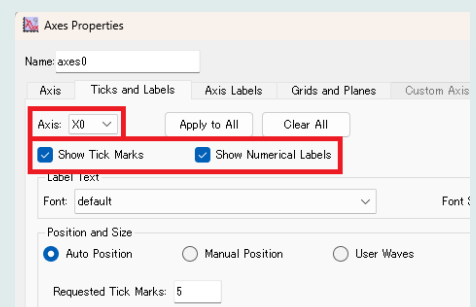 Axes Properties
Name: axes0
Axis Ticks and Labels Axis Labels Grids and Planes Custom Axis
Axis: X0 Apply to All Clear All
Show Tick Marks Show Numerical Labels
Label Text
Font: default Font S
Position and Size
Auto Position Manual Position User Waves
Requested Tick Marks: 5